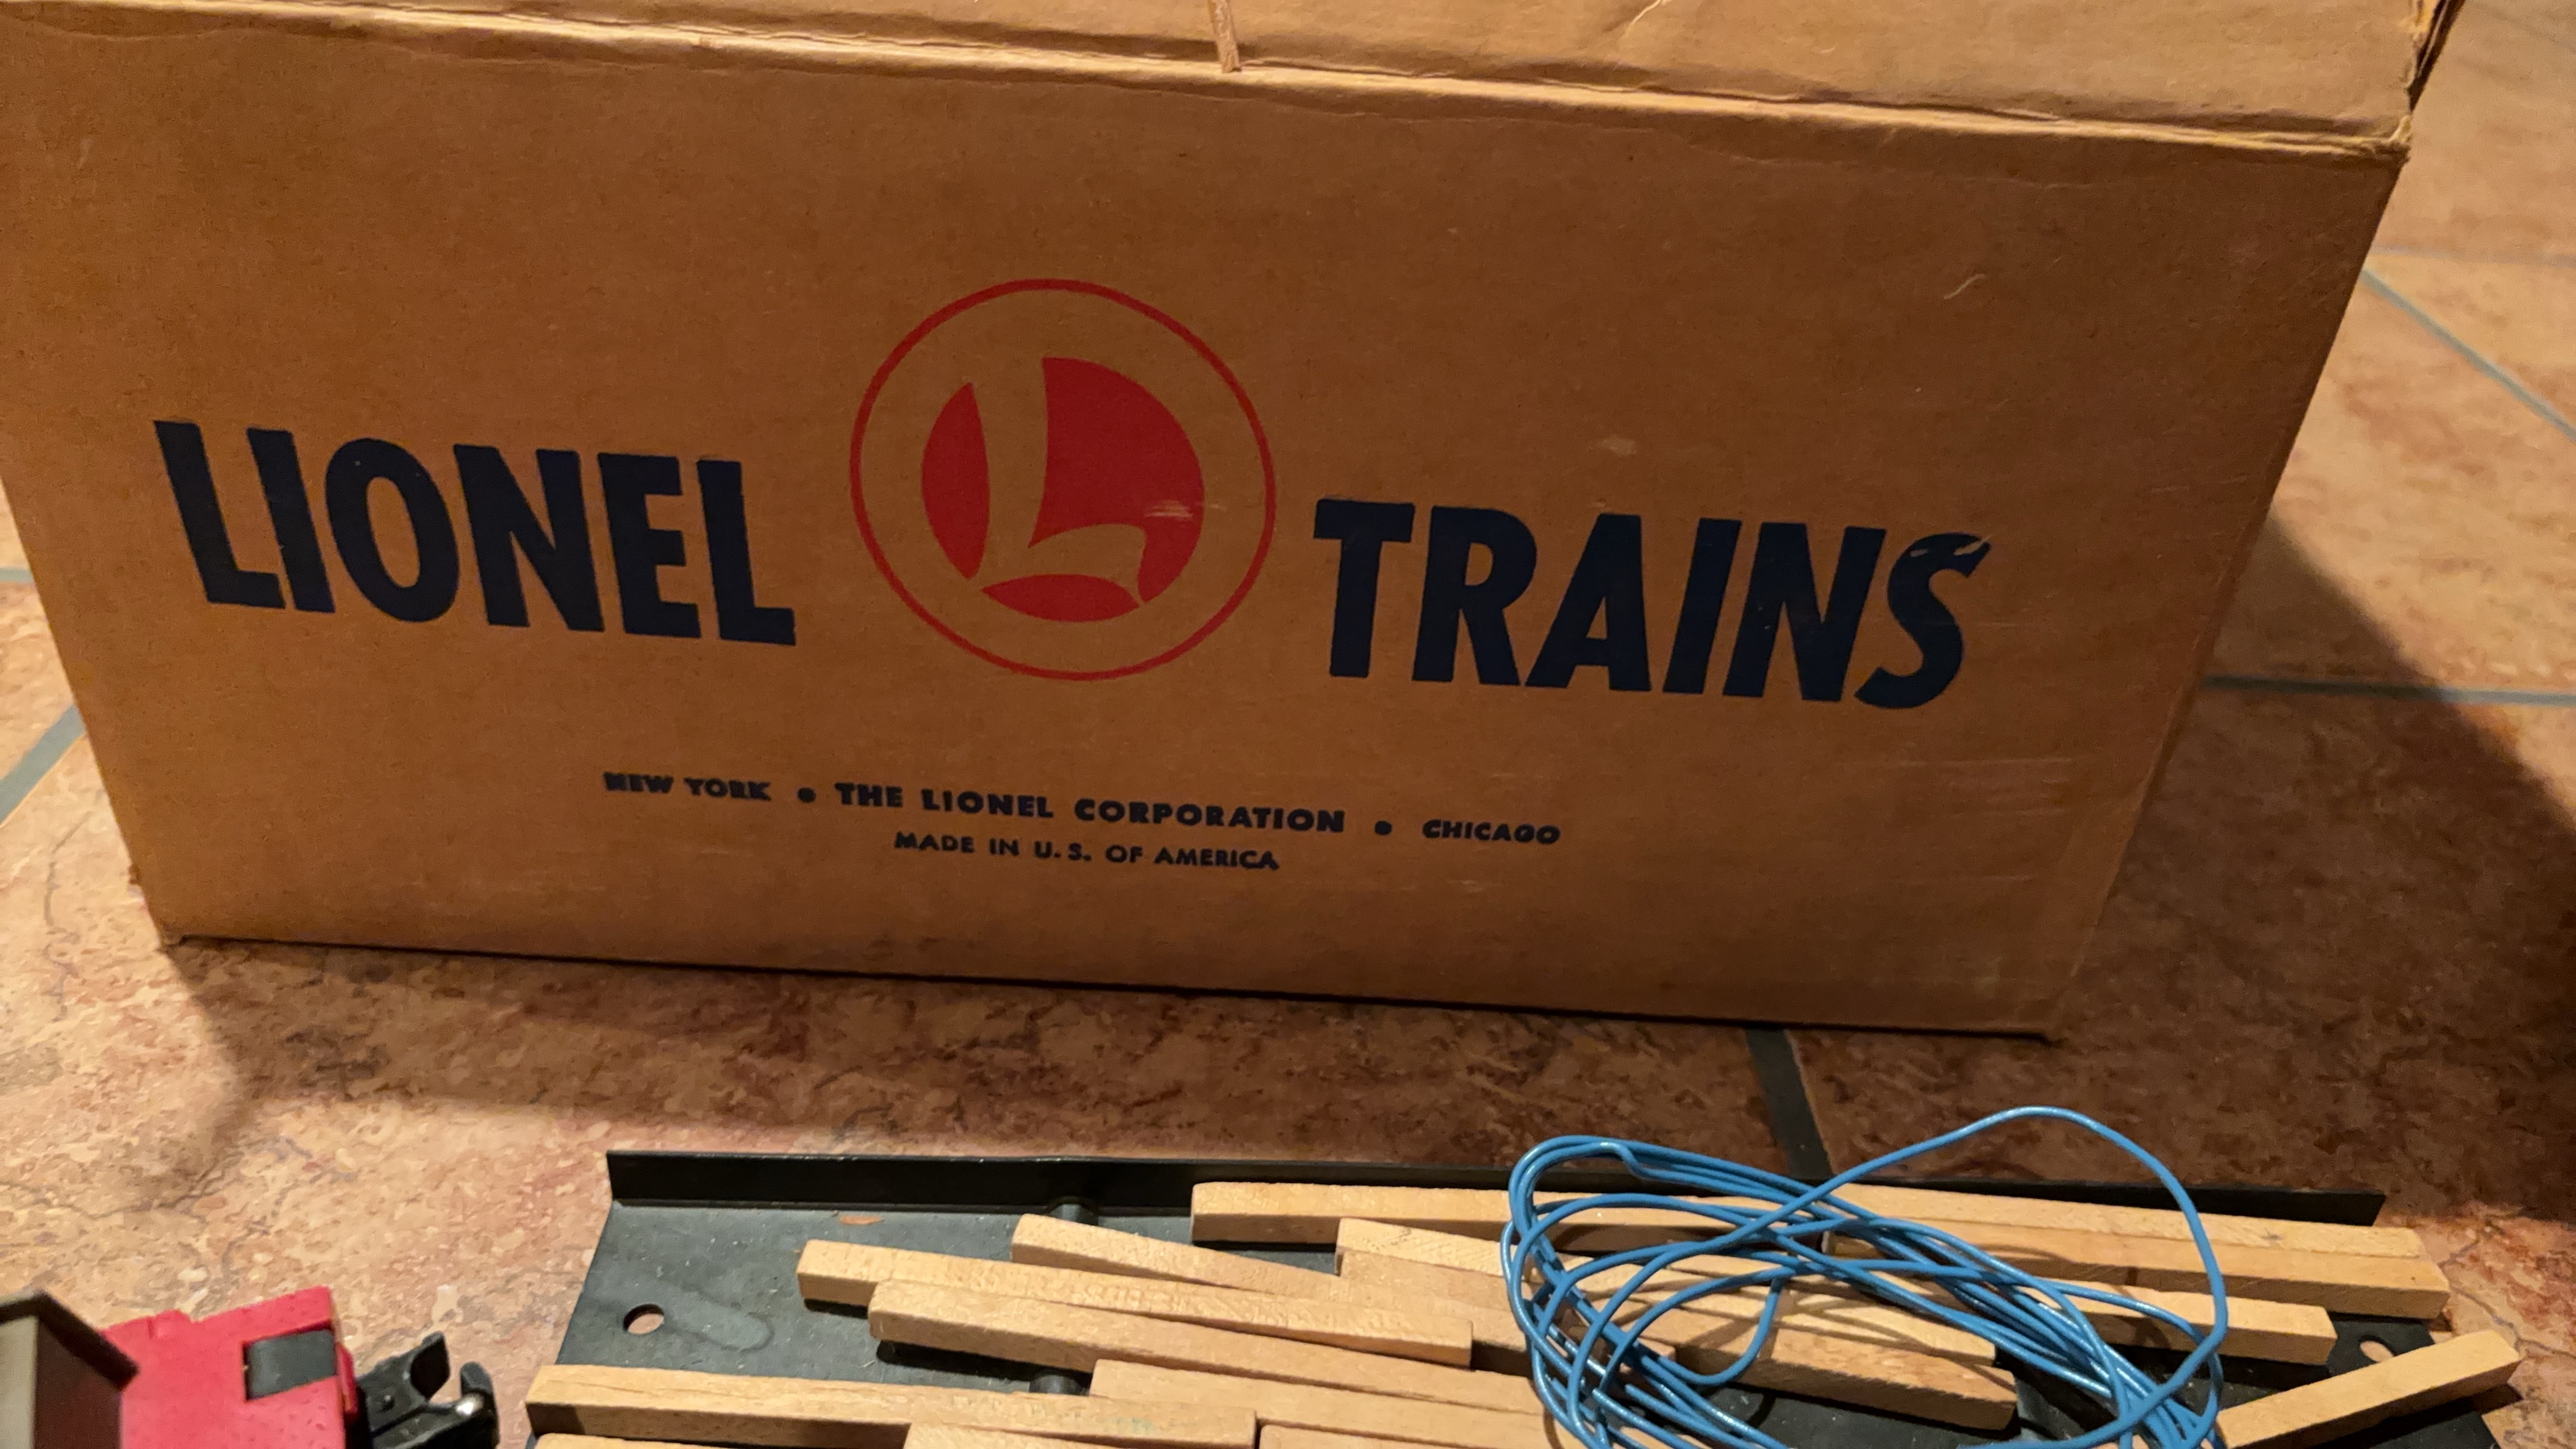 LIONEL L TRAINS
NEW YORK • THE LIONEL CORPORATION • CHICAGO
MADE IN U.S. OF AMERICA